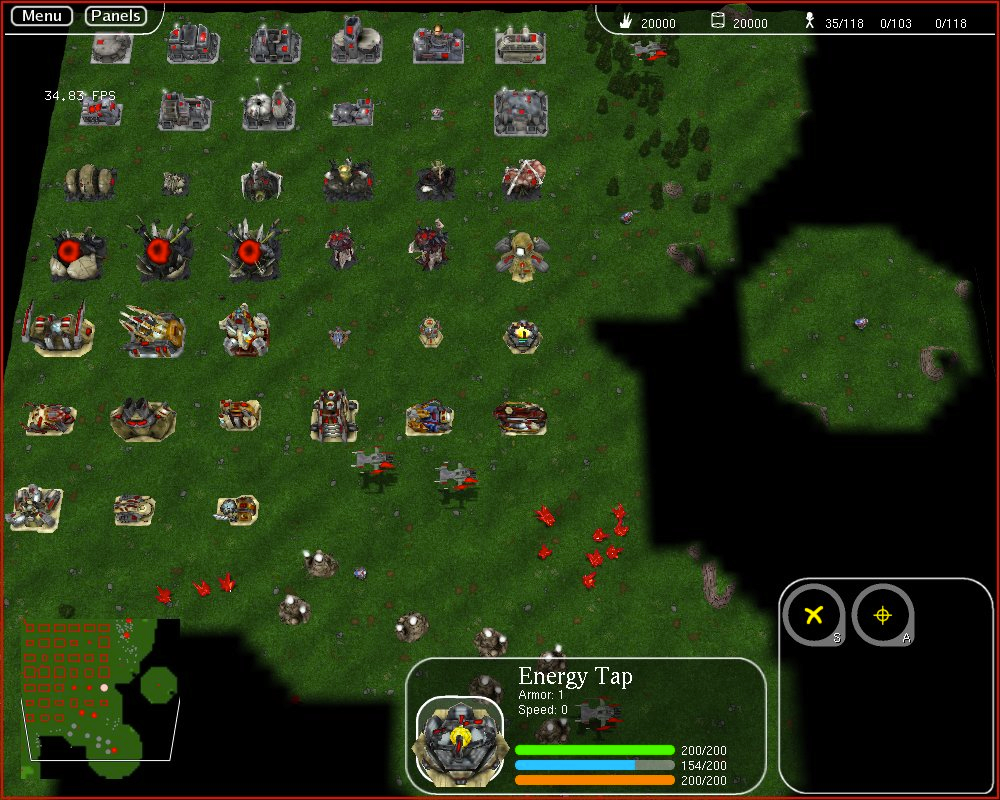 Menu Panels
20000 20000 35/118 0/103 0/118
34.83 FPS
S A
Energy Tap
Armor: 1
Speed: 0
200/200
154/200
200/200